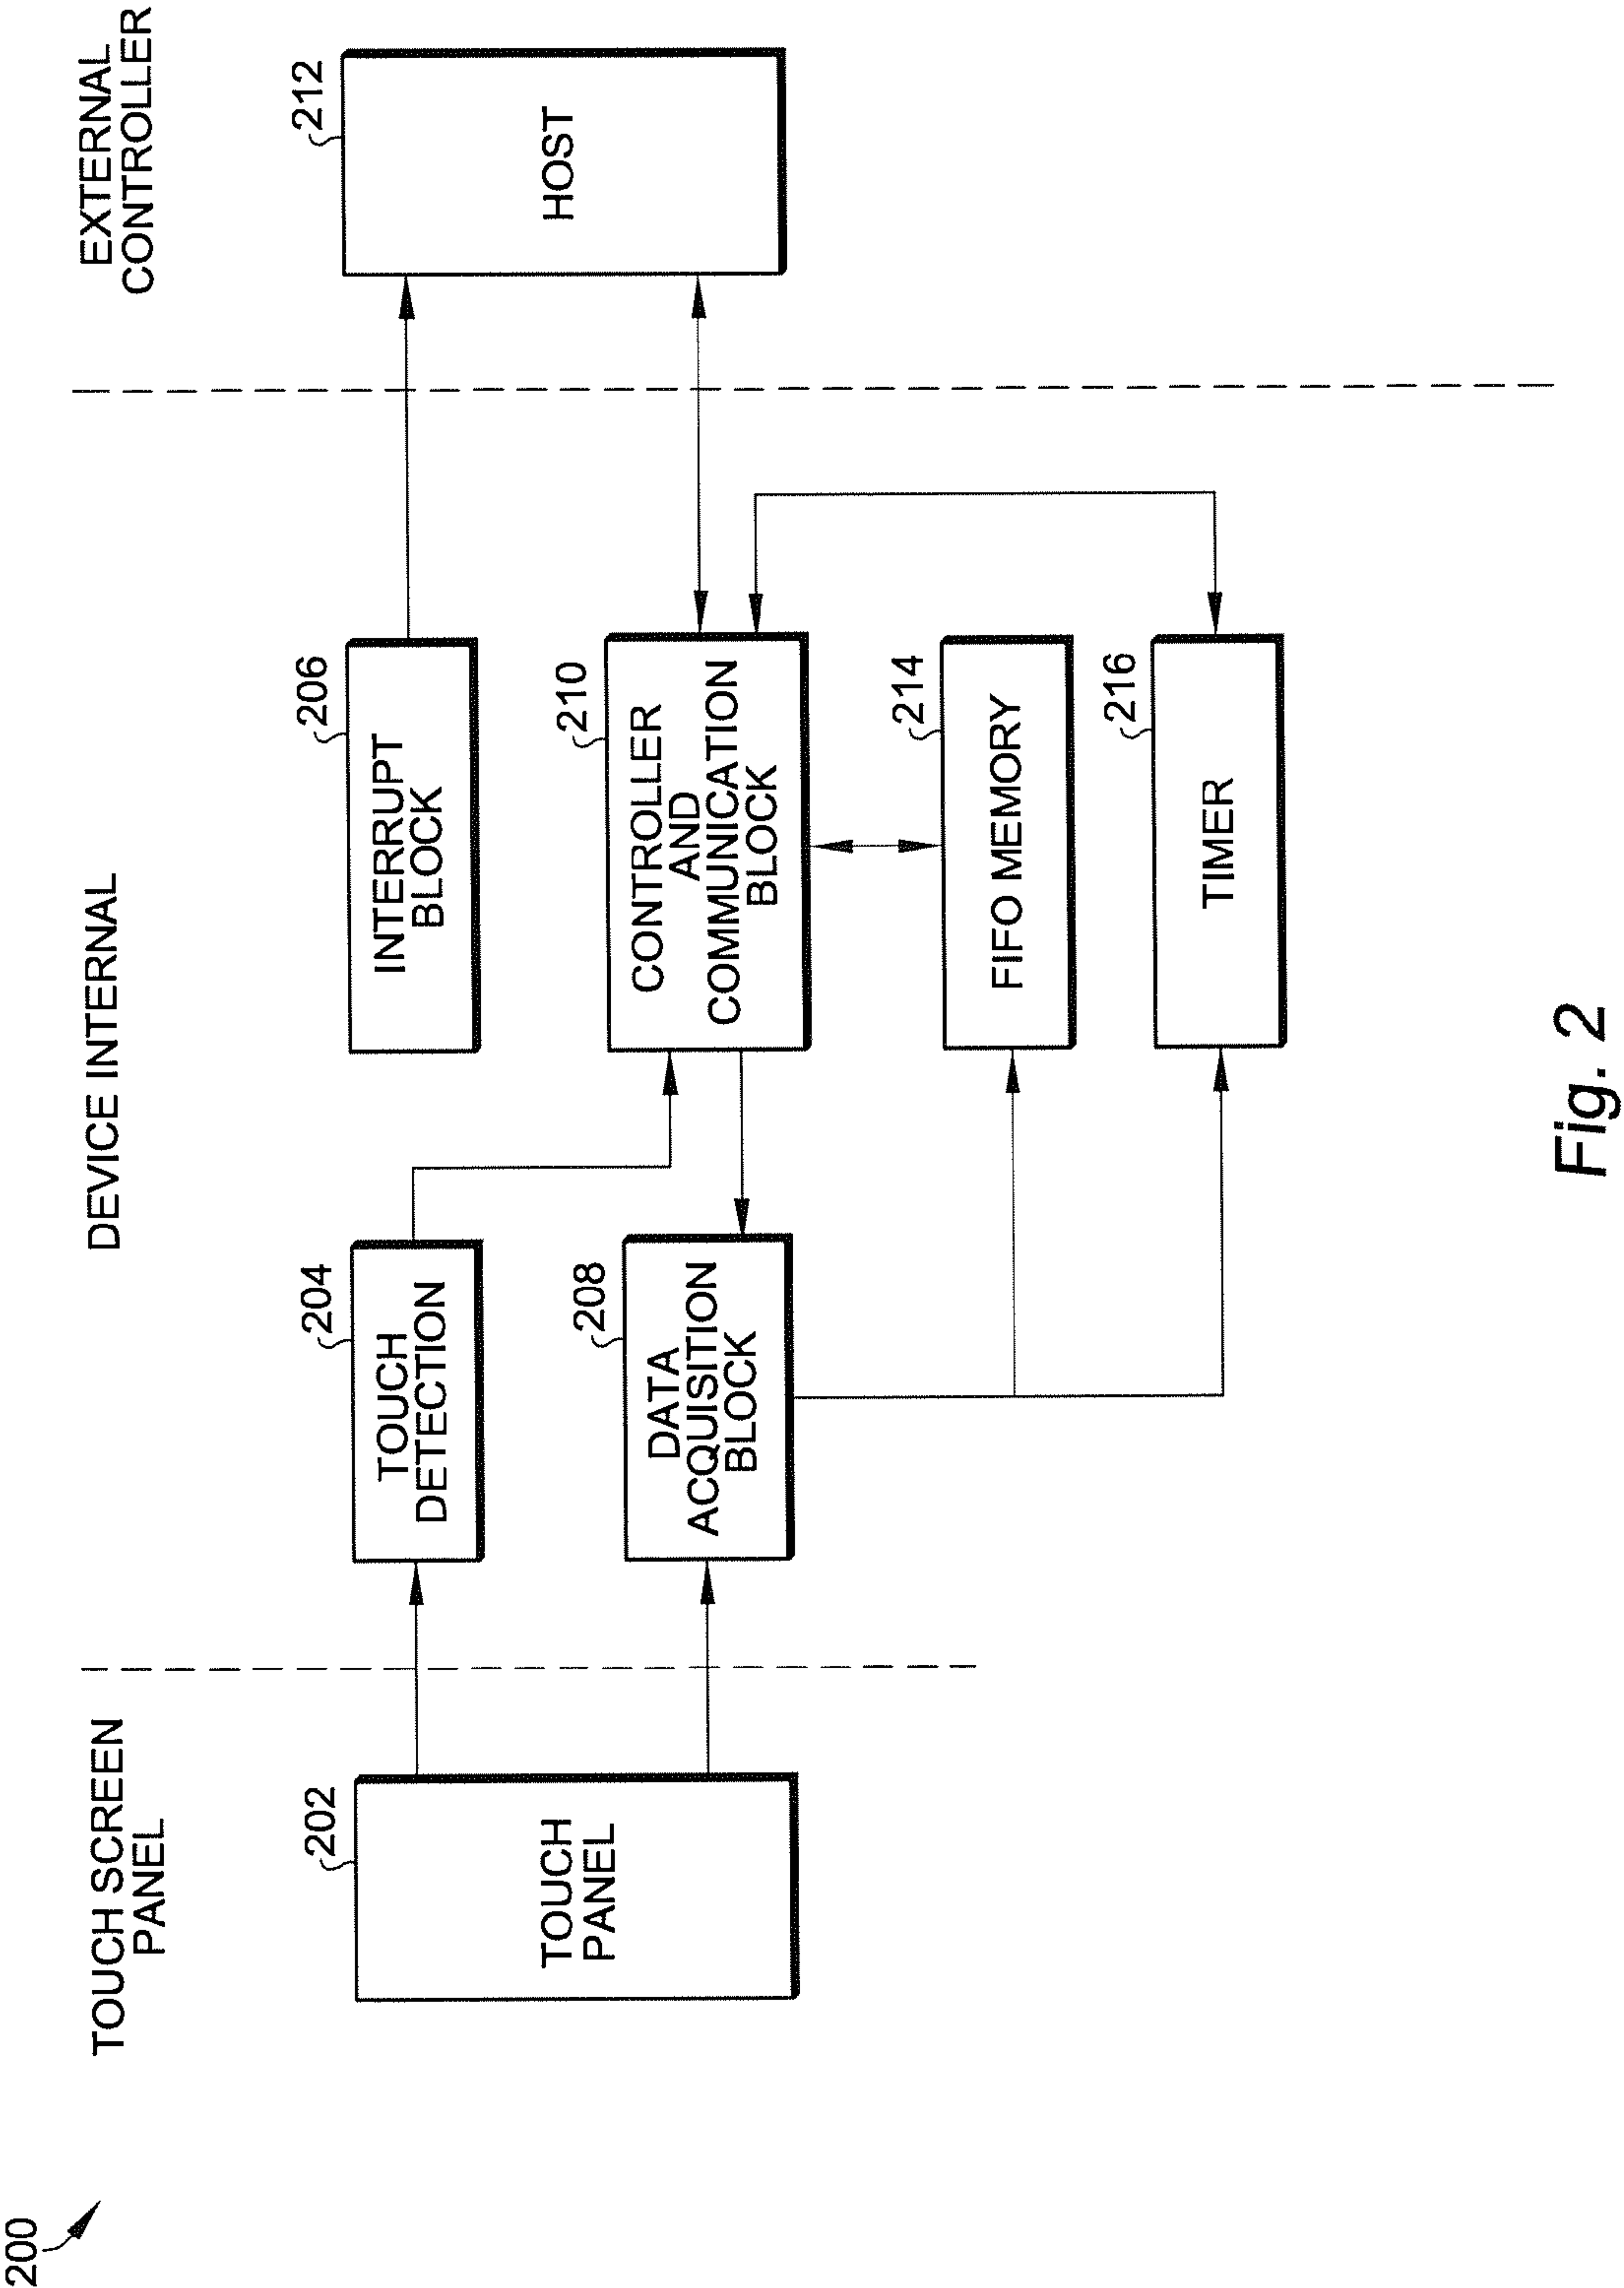 200
TOUCH SCREEN
PANEL
DEVICE INTERNAL
EXTERNAL
CONTROLLER
202
TOUCH
PANEL
204
TOUCH
DETECTION
206
INTERRUPT
BLOCK
212
HOST
208
DATA
ACQUISITION
BLOCK
210
CONTROLLER
AND
COMMUNICATION
BLOCK
214
FIFO MEMORY
216
TIMER
Fig. 2